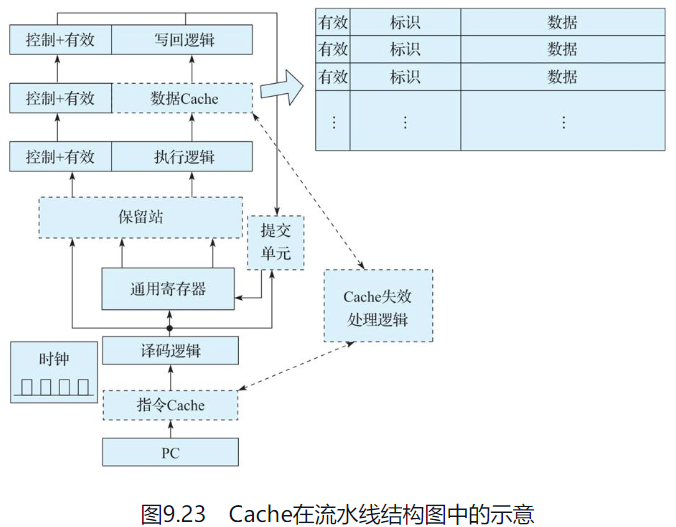 控制+有效 写回逻辑
有效 标识 数据
有效 标识 数据
有效 标识 数据
⋮ ⋮ ⋮
控制+有效 数据Cache
控制+有效 执行逻辑
保留站
提交
单元
通用寄存器
Cache失效
处理逻辑
译码逻辑
时钟
指令Cache
PC
图9.23 Cache在流水线结构图中的示意